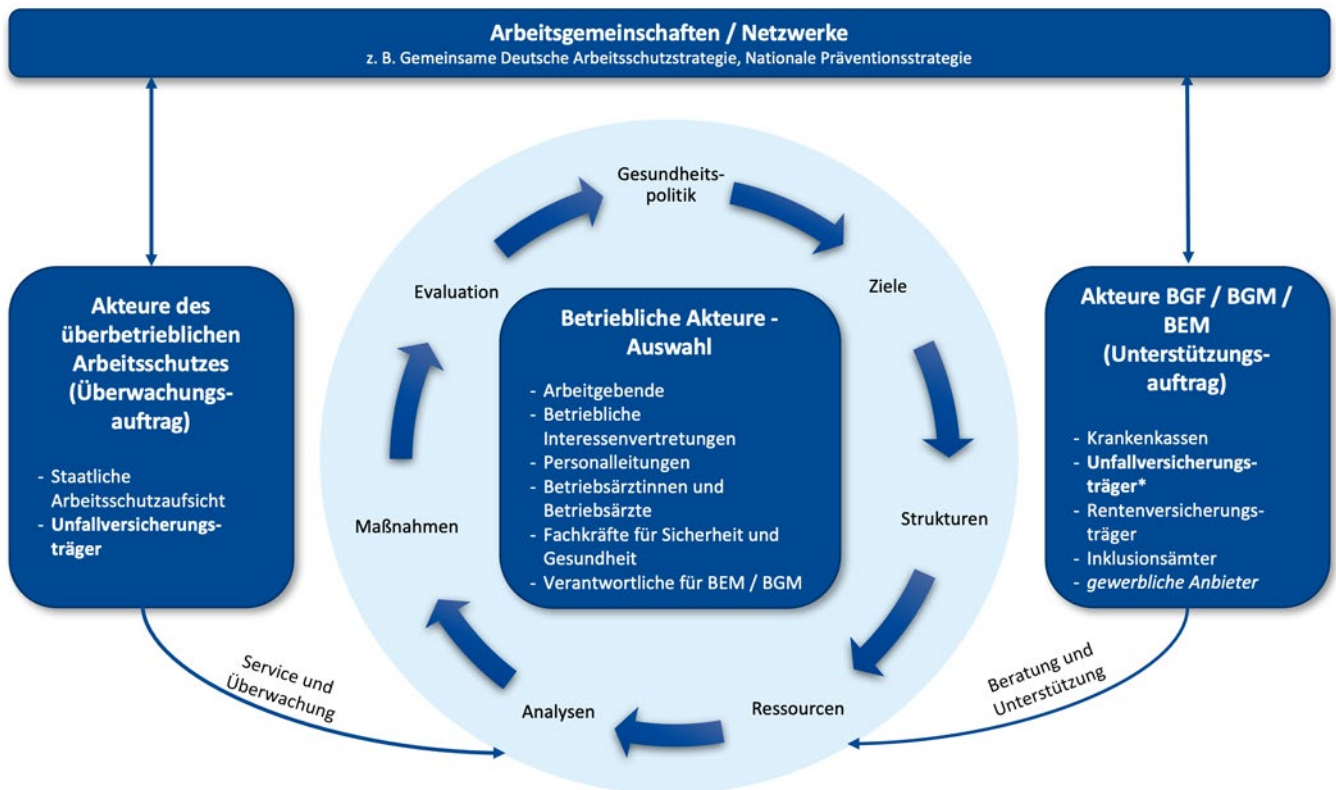 Arbeitsgemeinschaften / Netzwerke
z. B. Gemeinsame Deutsche Arbeitsschutzstrategie, Nationale Präventionsstrategie
Akteure des
überbetrieblichen
Arbeitsschutzes
(Überwachungs-
auftrag)
- Staatliche
Arbeitsschutzaufsicht
- Unfallversicherungs-
träger
Service und
Überwachung
Gesundheits-
politik
Ziele
Strukturen
Ressourcen
Analysen
Maßnahmen
Evaluation
Betriebliche Akteure -
Auswahl
- Arbeitgebende
- Betriebliche
Interessenvertretungen
- Personalleitungen
- Betriebsärztinnen und
Betriebsärzte
- Fachkräfte für Sicherheit und
Gesundheit
- Verantwortliche für BEM / BGM
Akteure BGF / BGM /
BEM
(Unterstützungs-
auftrag)
- Krankenkassen
- Unfallversicherungs-
träger*
- Rentenversicherungs-
träger
- Inklusionsämter
- gewerbliche Anbieter
Beratung und
Unterstützung